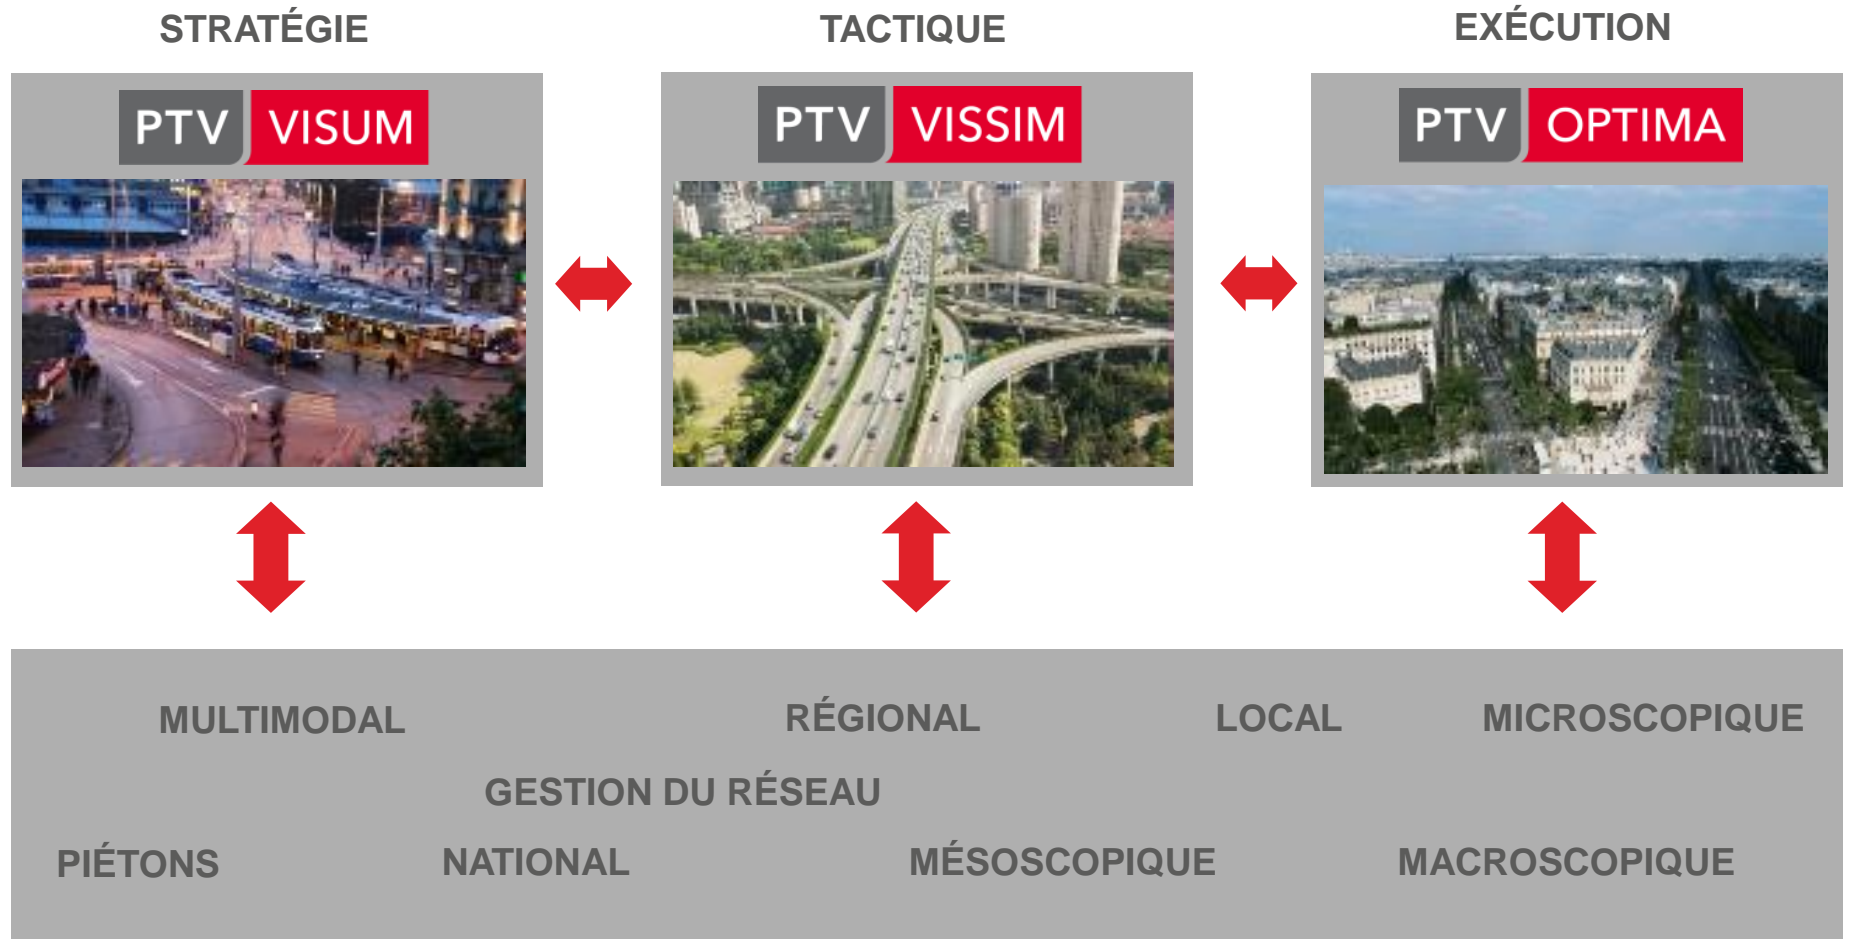 STRATÉGIE
TACTIQUE
EXÉCUTION
PTV VISUM
PTV VISSIM
PTV OPTIMA
MULTIMODAL
RÉGIONAL
LOCAL
MICROSCOPIQUE
GESTION DU RÉSEAU
PIÉTONS
NATIONAL
MÉSOSCOPIQUE
MACROSCOPIQUE